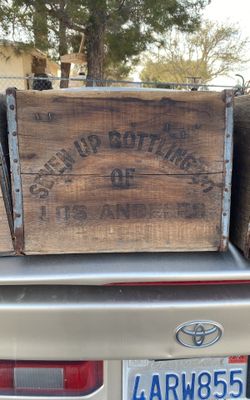 SEVEN UP BOTTLING CO
OF
LOS ANGELES
4ARW855